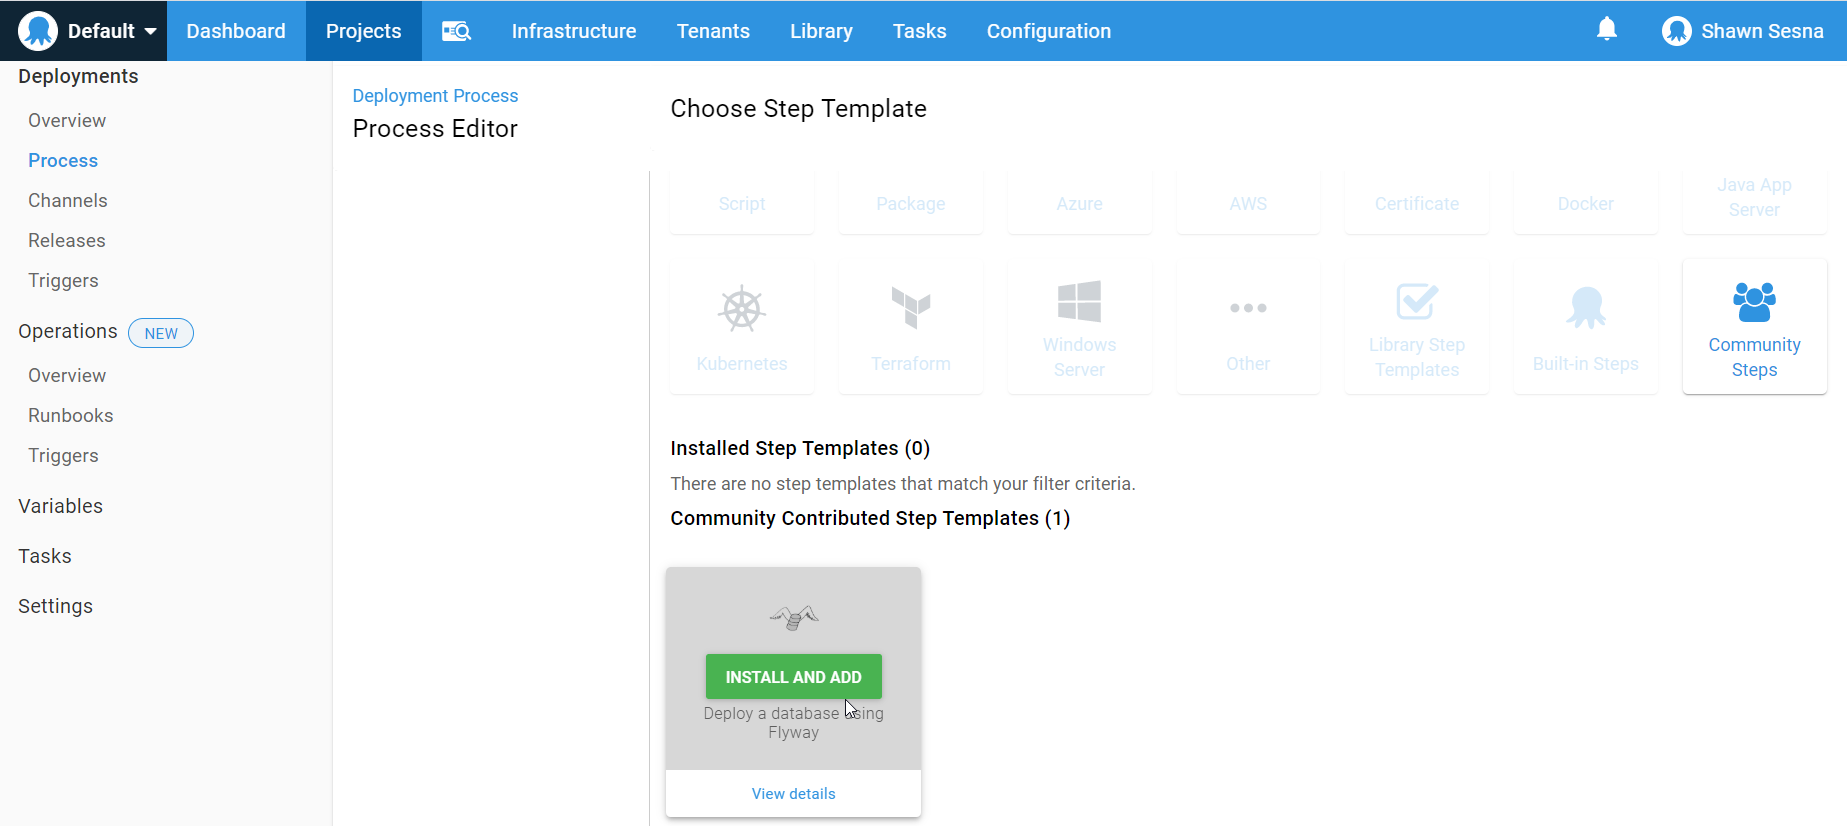 Default
Dashboard
Projects
Infrastructure
Tenants
Library
Tasks
Configuration
Shawn Sesna
Deployments
Overview
Process
Channels
Releases
Triggers
Operations NEW
Overview
Runbooks
Triggers
Variables
Tasks
Settings
Deployment Process
Process Editor
Choose Step Template
Script
Package
Azure
AWS
Certificate
Docker
Java App
Server
Kubernetes
Terraform
Windows
Server
Other
Library Step
Templates
Built-in Steps
Community
Steps
Installed Step Templates (0)
There are no step templates that match your filter criteria.
Community Contributed Step Templates (1)
INSTALL AND ADD
Deploy a database using
Flyway
View details